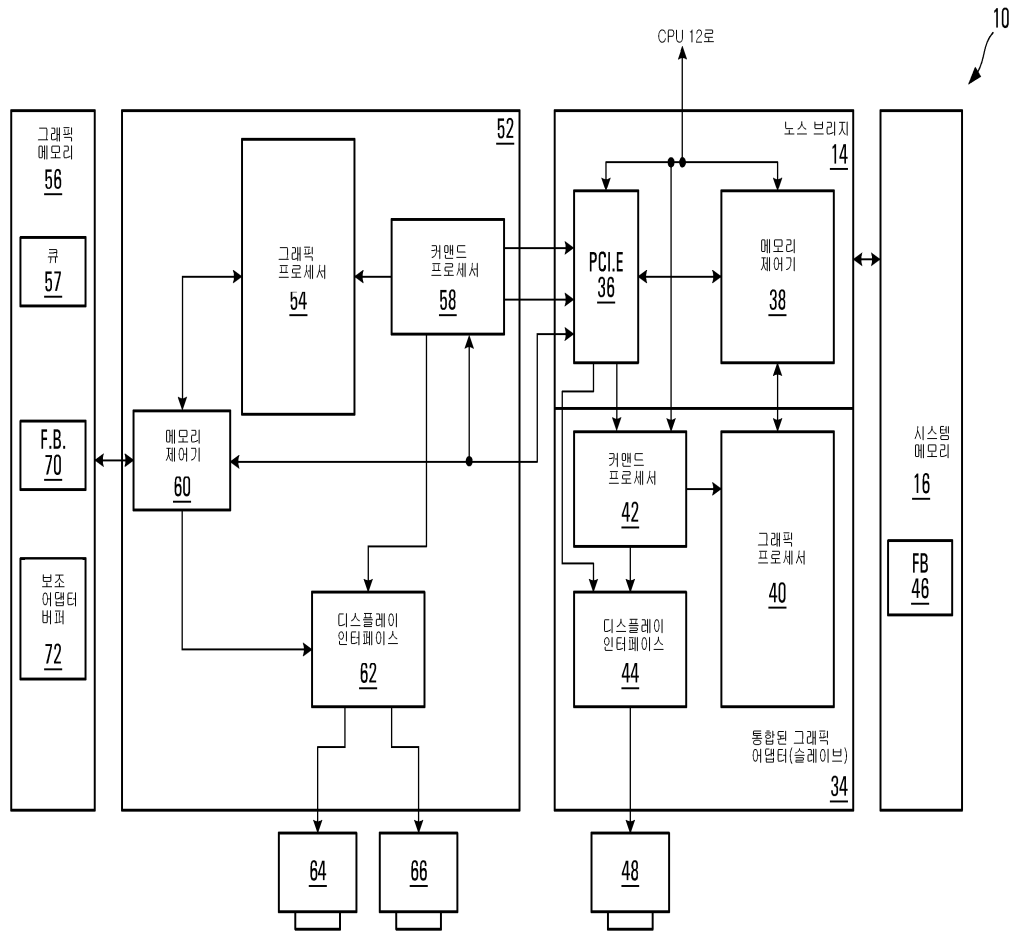 10
CPU 12로
그래픽
메모리
56
큐
57
F.B.
70
보조
어댑터
버퍼
72
52
그래픽
프로세서
54
커맨드
프로세서
58
메모리
제어기
60
디스플레이
인터페이스
62
64
66
노스 브리지
14
PCI.E
36
메모리
제어기
38
커맨드
프로세서
42
그래픽
프로세서
40
디스플레이
인터페이스
44
통합된 그래픽
어댑터(슬레이브)
34
48
시스템
메모리
16
FB
46